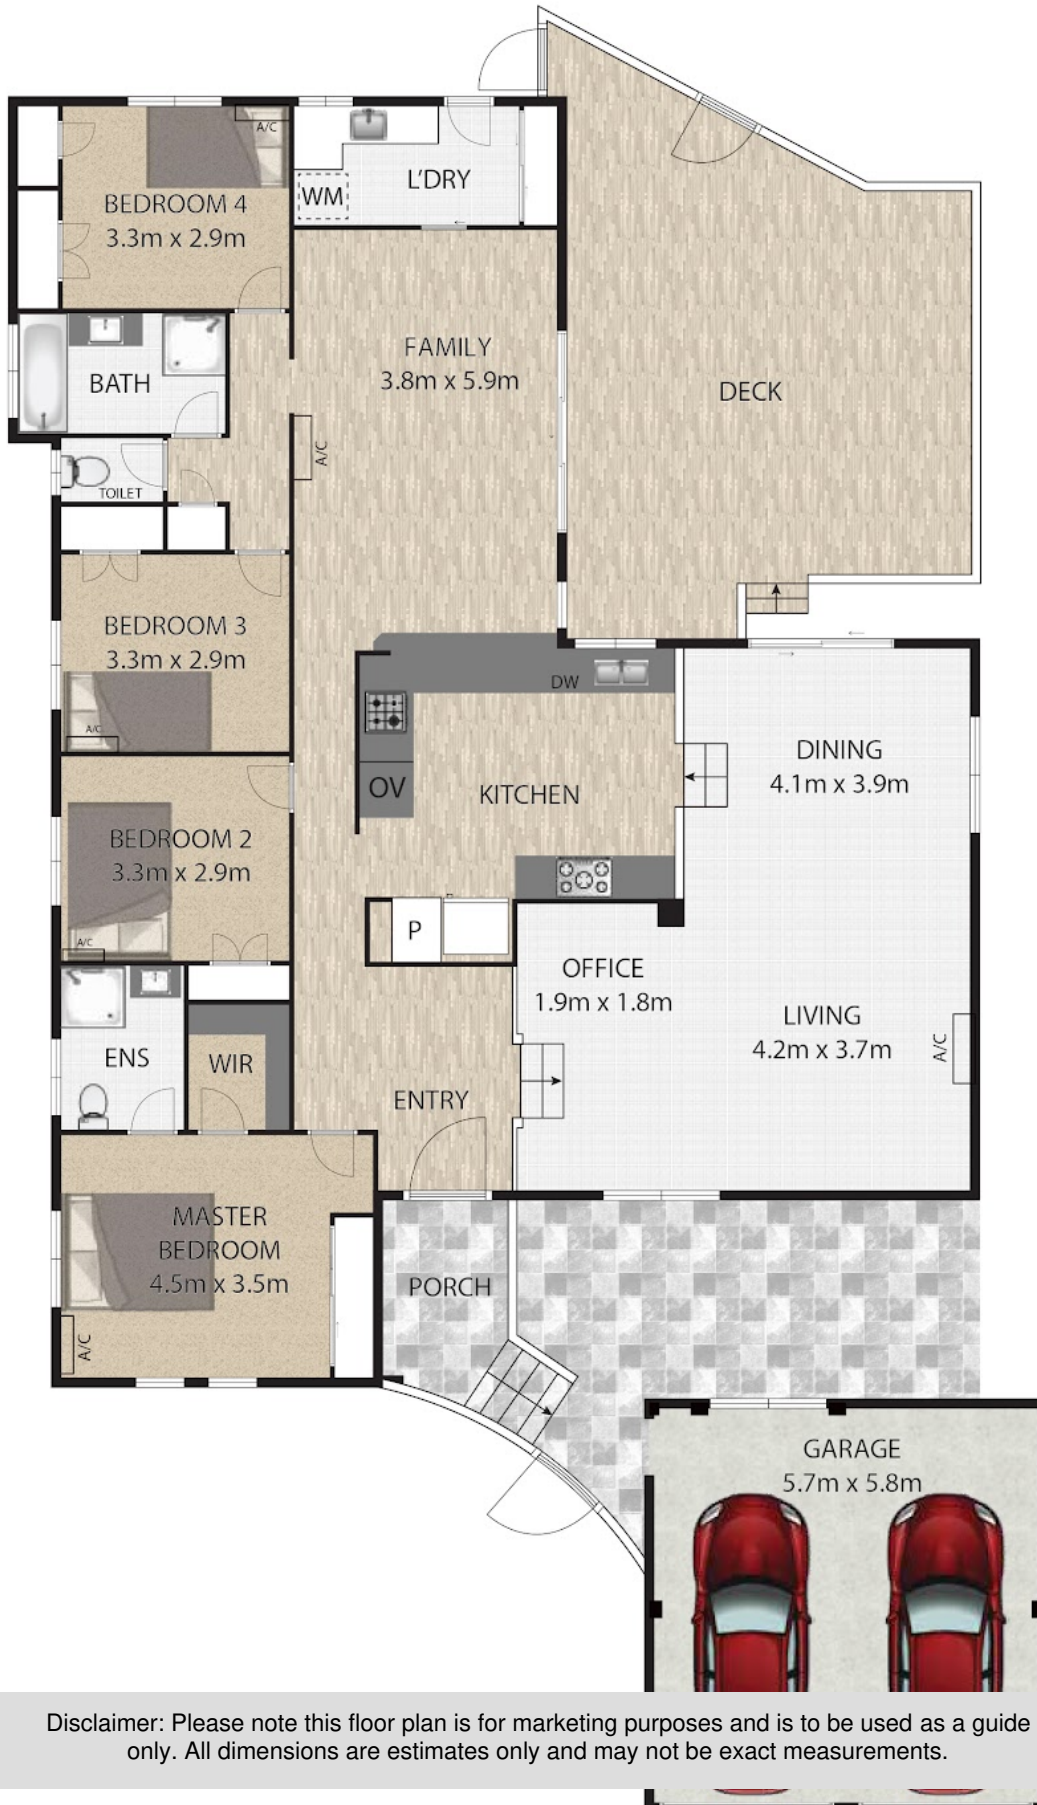 A/C
BEDROOM 4
3.3m x 2.9m
L'DRY
WM
FAMILY
3.8m x 5.9m
BATH
DECK
A/C
TOILET
BEDROOM 3
3.3m x 2.9m
A/C
DW
OV
KITCHEN
DINING
4.1m x 3.9m
BEDROOM 2
3.3m x 2.9m
A/C
P
OFFICE
1.9m x 1.8m
LIVING
4.2m x 3.7m
A/C
ENS
WIR
ENTRY
MASTER
BEDROOM
4.5m x 3.5m
A/C
PORCH
GARAGE
5.7m x 5.8m
Disclaimer: Please note this floor plan is for marketing purposes and is to be used as a guide
only. All dimensions are estimates only and may not be exact measurements.